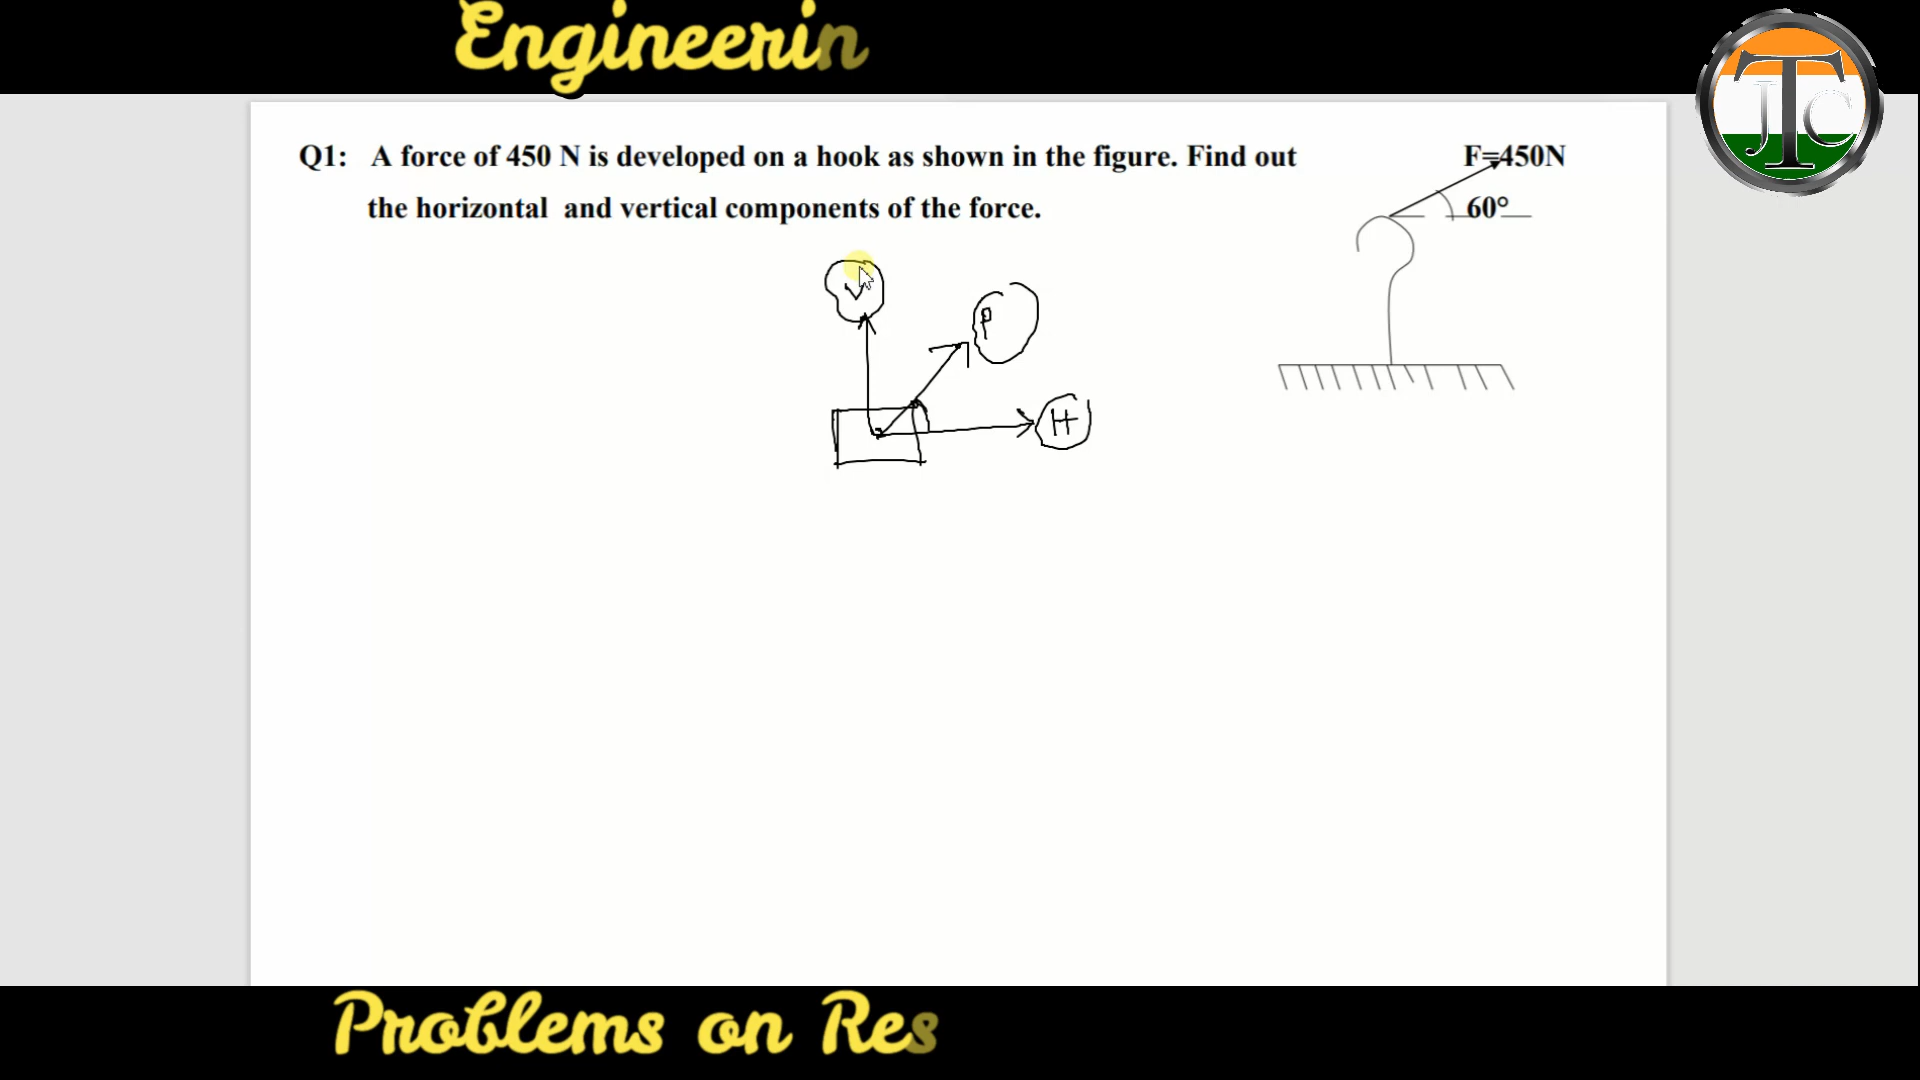 Engineerin
JTC
Q1: A force of 450 N is developed on a hook as shown in the figure. Find out
the horizontal and vertical components of the force.
F=450N
60°
V
P
H
Problems on Res